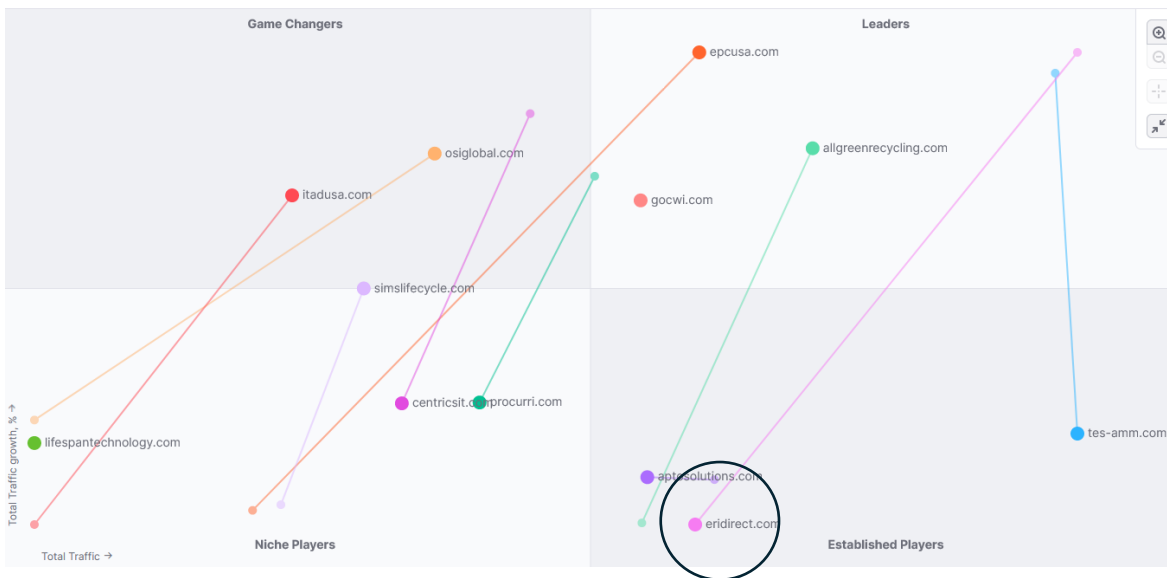 Game Changers
Leaders
epcusa.com
allgreenrecycling.com
osiglobal.com
itadusa.com
gocwi.com
simslifecycle.com
centricsit.com
procurri.com
tes-amm.com
lifespantechnology.com
aptosolutions.com
eridirect.com
Total Traffic growth, % →
Niche Players
Established Players
Total Traffic →